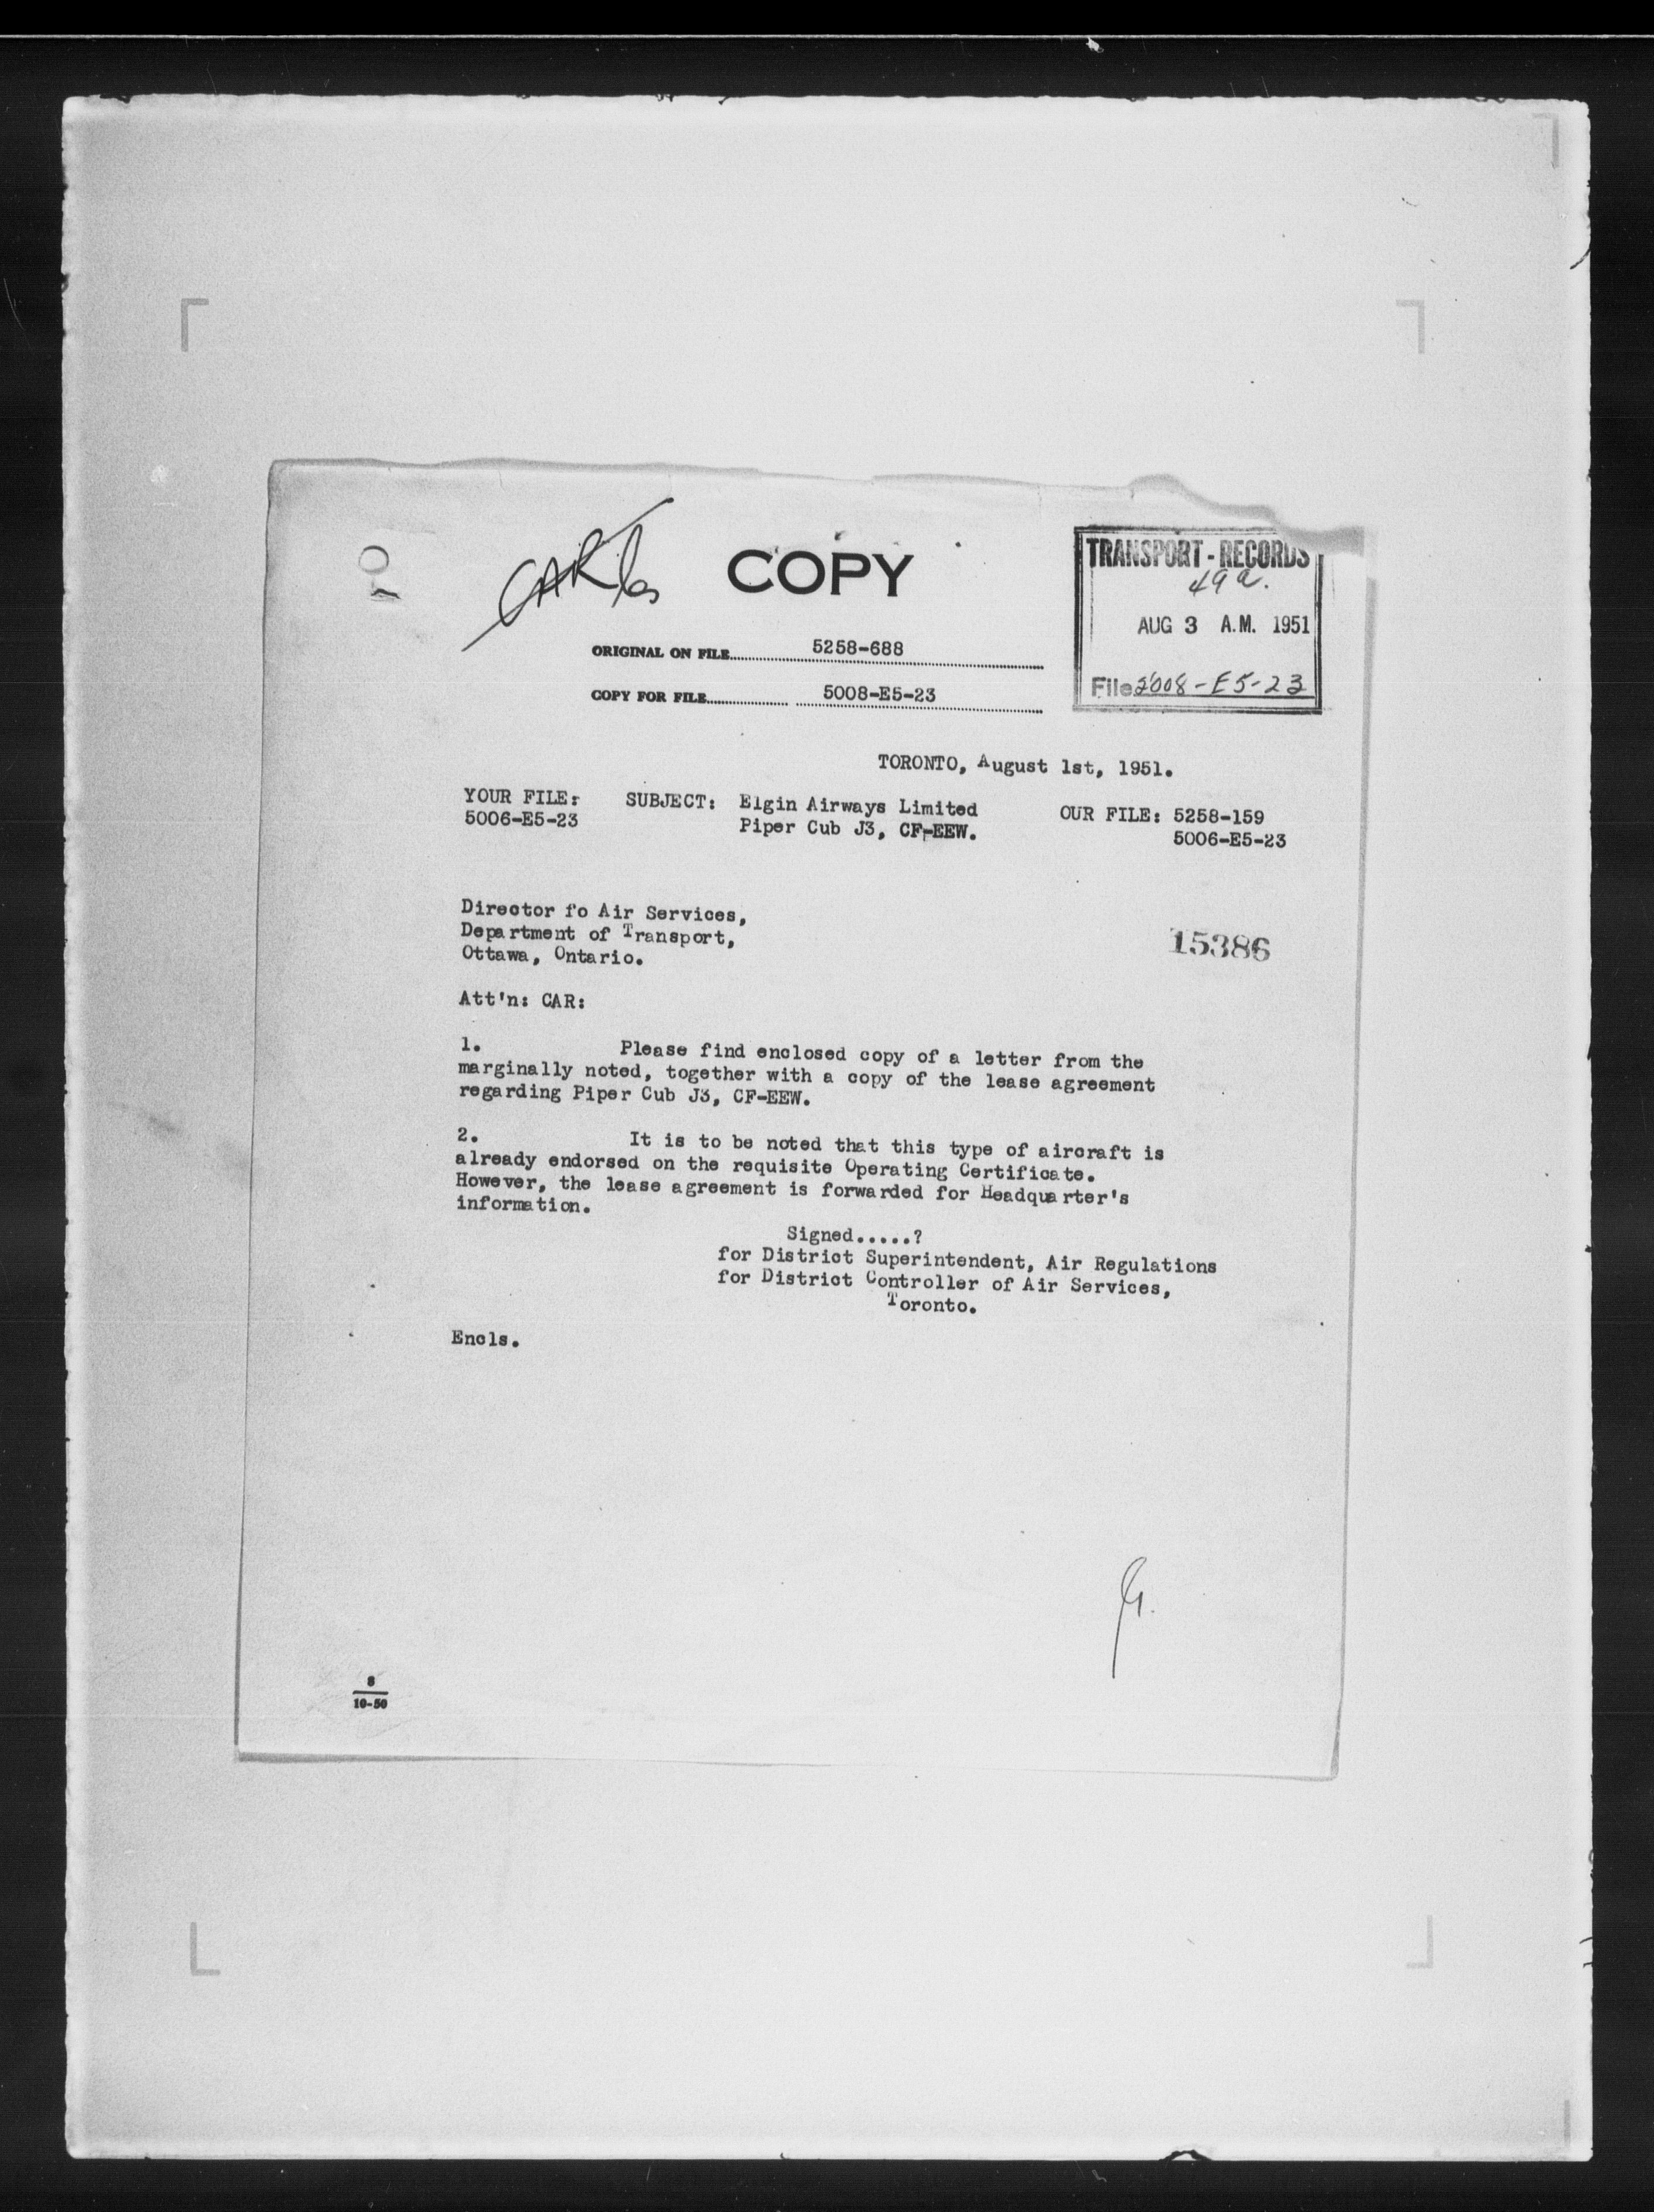 COPY
TRANSPORT - RECORDS
49a.
AUG 3 A.M. 1951
File 5008-E5-23
ORIGINAL ON FILE 5258-688
COPY FOR FILE 5008-E5-23
TORONTO, August 1st, 1951.
YOUR FILE: SUBJECT: Elgin Airways Limited OUR FILE: 5258-159
5006-E5-23 Piper Cub J3, CF-EEW. 5006-E5-23
Director fo Air Services,
Department of Transport,
Ottawa, Ontario.
15386
Att'n: CAR:
1. Please find enclosed copy of a letter from the
marginally noted, together with a copy of the lease agreement
regarding Piper Cub J3, CF-EEW.
2. It is to be noted that this type of aircraft is
already endorsed on the requisite Operating Certificate.
However, the lease agreement is forwarded for Headquarter's
information.
Signed.....?
for District Superintendent, Air Regulations
for District Controller of Air Services,
Toronto.
Encls.
8
10-50